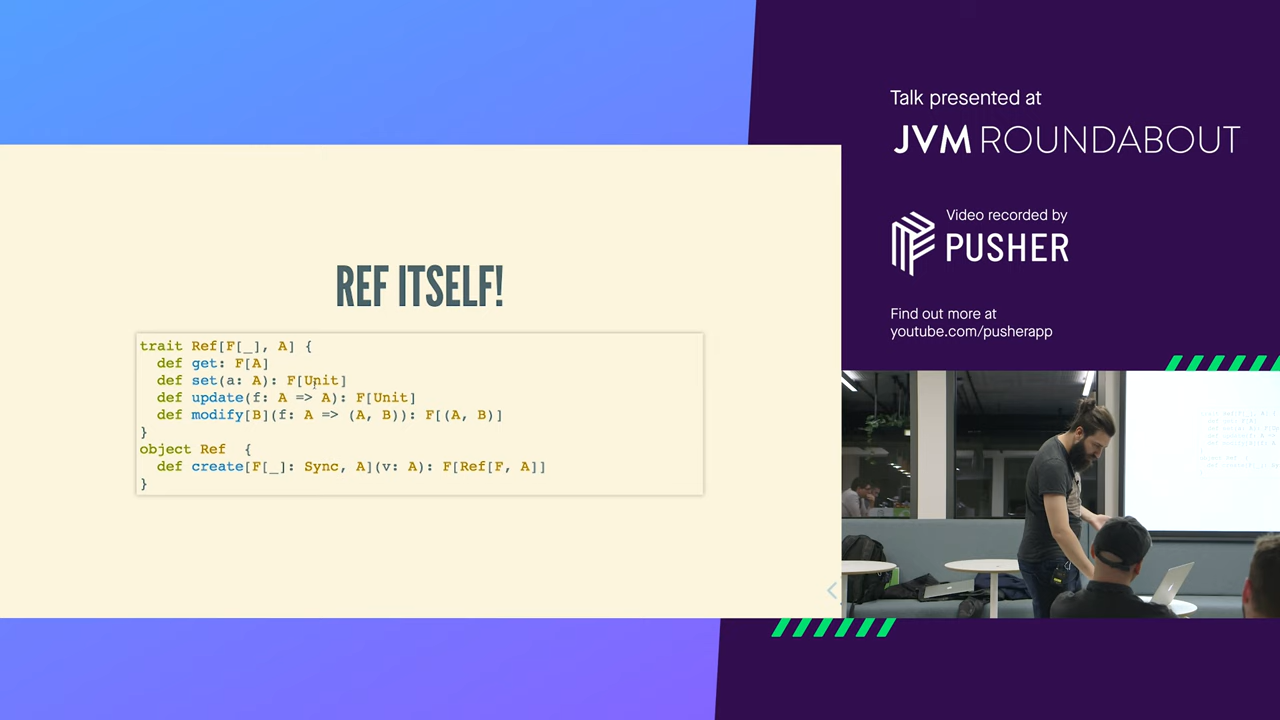 REF ITSELF!
trait Ref[F[_], A] {
  def get: F[A]
  def set(a: A): F[Unit]
  def update(f: A => A): F[Unit]
  def modify[B](f: A => (A, B)): F[(A, B)]
}
object Ref  {
  def create[F[_]: Sync, A](v: A): F[Ref[F, A]]
}
Talk presented at
JVM ROUNDABOUT
Video recorded by
PUSHER
Find out more at
youtube.com/pusherapp